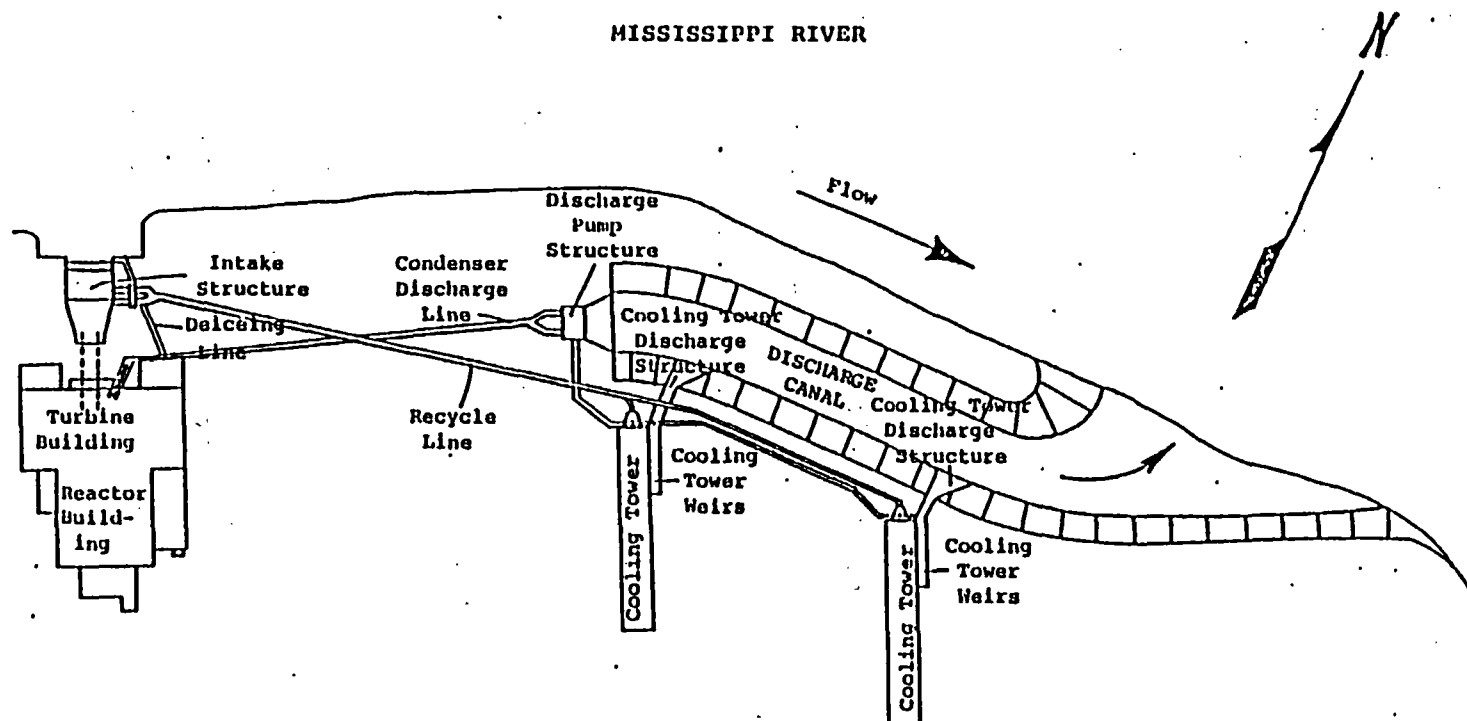 MISSISSIPPI RIVER
N
Flow
Discharge
Pump
Structure
Intake
Structure
Condenser
Discharge
Line
Deiceing
Line
Cooling Tower
Discharge
Structure
DISCHARGE
CANAL
Cooling Tower
Discharge
Structure
Turbine
Building
Recycle
Line
Cooling
Tower
Weirs
Reactor
Build-
ing
Cooling Tower
Cooling
Tower
Weirs
Cooling Tower